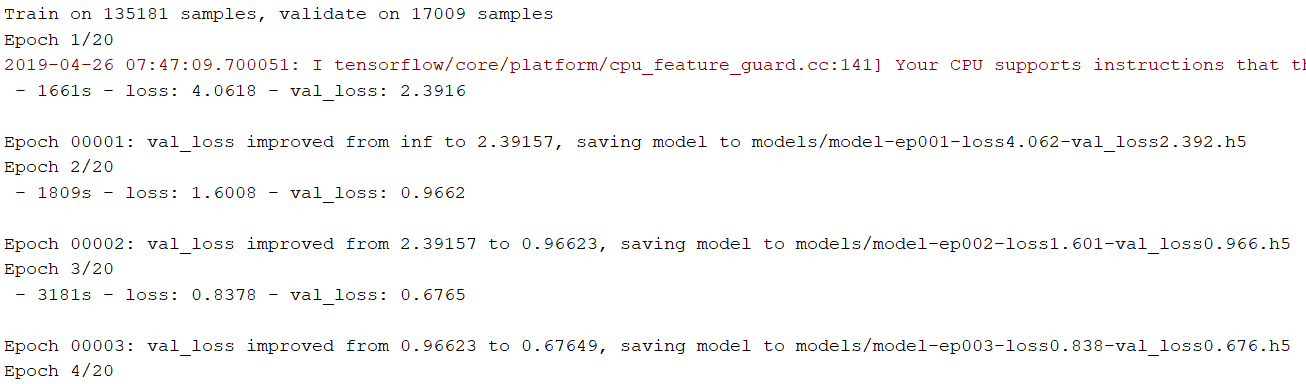 Train on 135181 samples, validate on 17009 samples
Epoch 1/20
2019-04-26 07:47:09.700051: I tensorflow/core/platform/cpu_feature_guard.cc:141] Your CPU supports instructions that
 - 1661s - loss: 4.0618 - val_loss: 2.3916
Epoch 00001: val_loss improved from inf to 2.39157, saving model to models/model-ep001-loss4.062-val_loss2.392.h5
Epoch 2/20
 - 1809s - loss: 1.6008 - val_loss: 0.9662
Epoch 00002: val_loss improved from 2.39157 to 0.96623, saving model to models/model-ep002-loss1.601-val_loss0.966.h5
Epoch 3/20
 - 3181s - loss: 0.8378 - val_loss: 0.6765
Epoch 00003: val_loss improved from 0.96623 to 0.67649, saving model to models/model-ep003-loss0.838-val_loss0.676.h5
Epoch 4/20